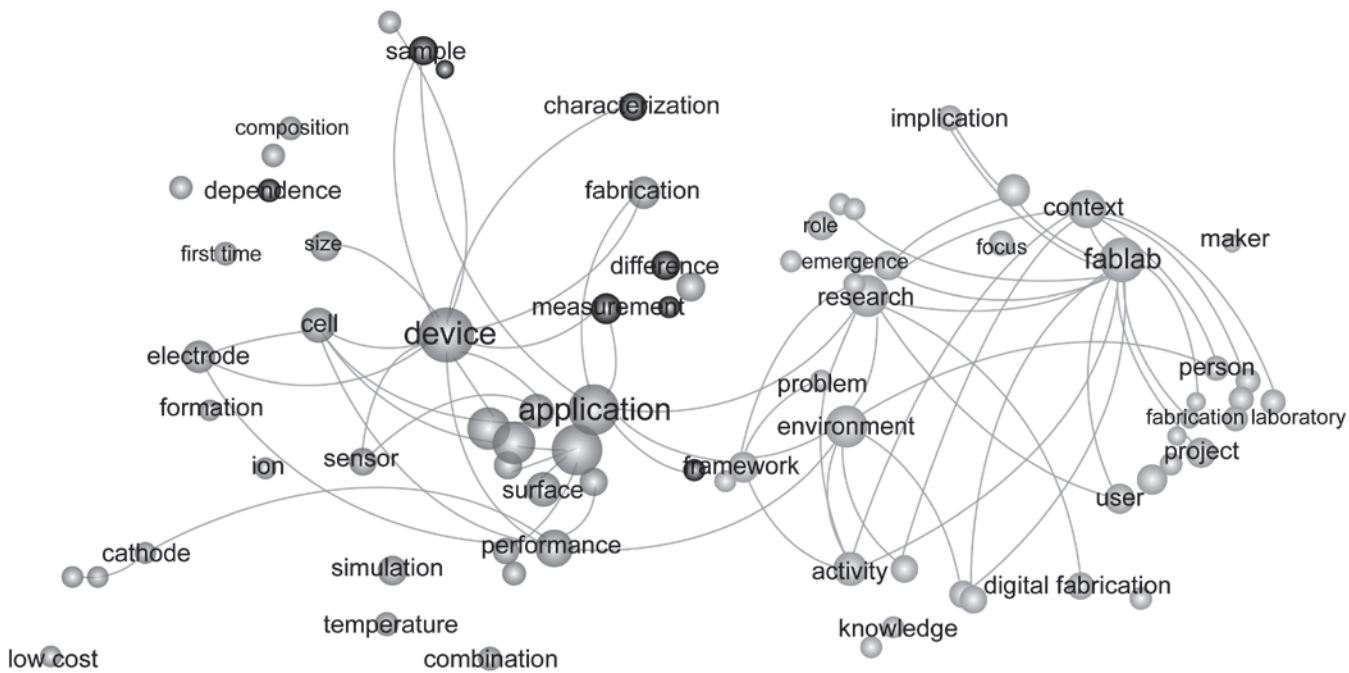 sample
characterization
implication
composition
dependence
fabrication
context
role
maker
first time
size
focus
fablab
difference
emergence
measurement
research
cell
device
electrode
person
problem
formation
application
fabrication laboratory
environment
project
ion
sensor
framework
surface
user
performance
cathode
simulation
activity
digital fabrication
temperature
knowledge
low cost
combination